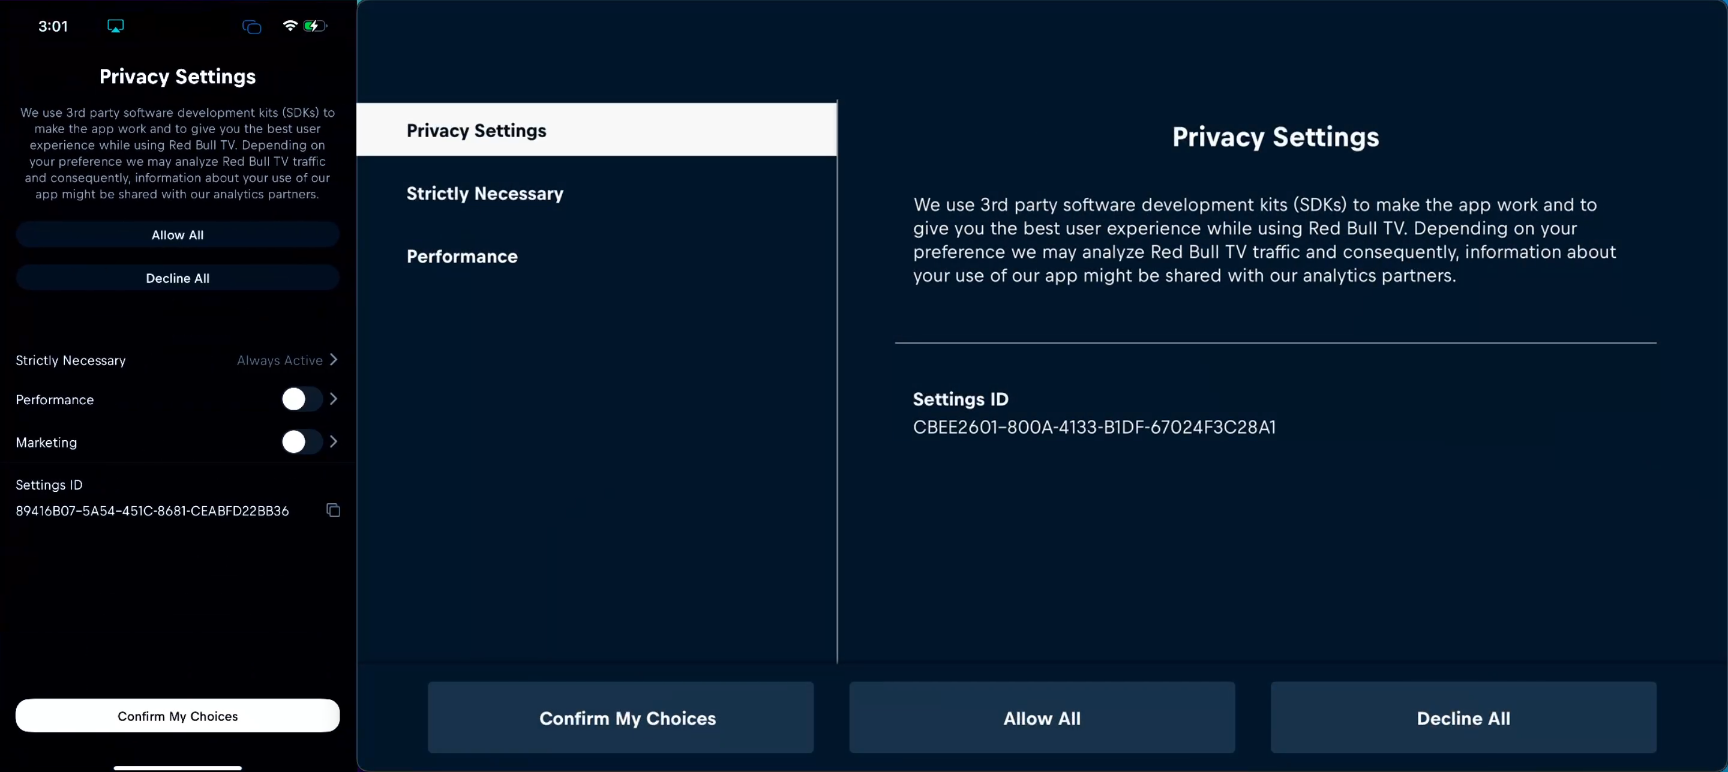 3:01
Privacy Settings
We use 3rd party software development kits (SDKs) to
make the app work and to give you the best user
experience while using Red Bull TV. Depending on
your preference we may analyze Red Bull TV traffic
and consequently, information about your use of our
app might be shared with our analytics partners.
Allow All
Decline All
Strictly Necessary Always Active
Performance
Marketing
Settings ID
89416B07-5A54-451C-8681-CEABFD22BB36
Confirm My Choices
Privacy Settings
Strictly Necessary
Performance
Privacy Settings
We use 3rd party software development kits (SDKs) to make the app work and to
give you the best user experience while using Red Bull TV. Depending on your
preference we may analyze Red Bull TV traffic and consequently, information about
your use of our app might be shared with our analytics partners.
Settings ID
CBEE2601-800A-4133-B1DF-67024F3C28A1
Confirm My Choices
Allow All
Decline All